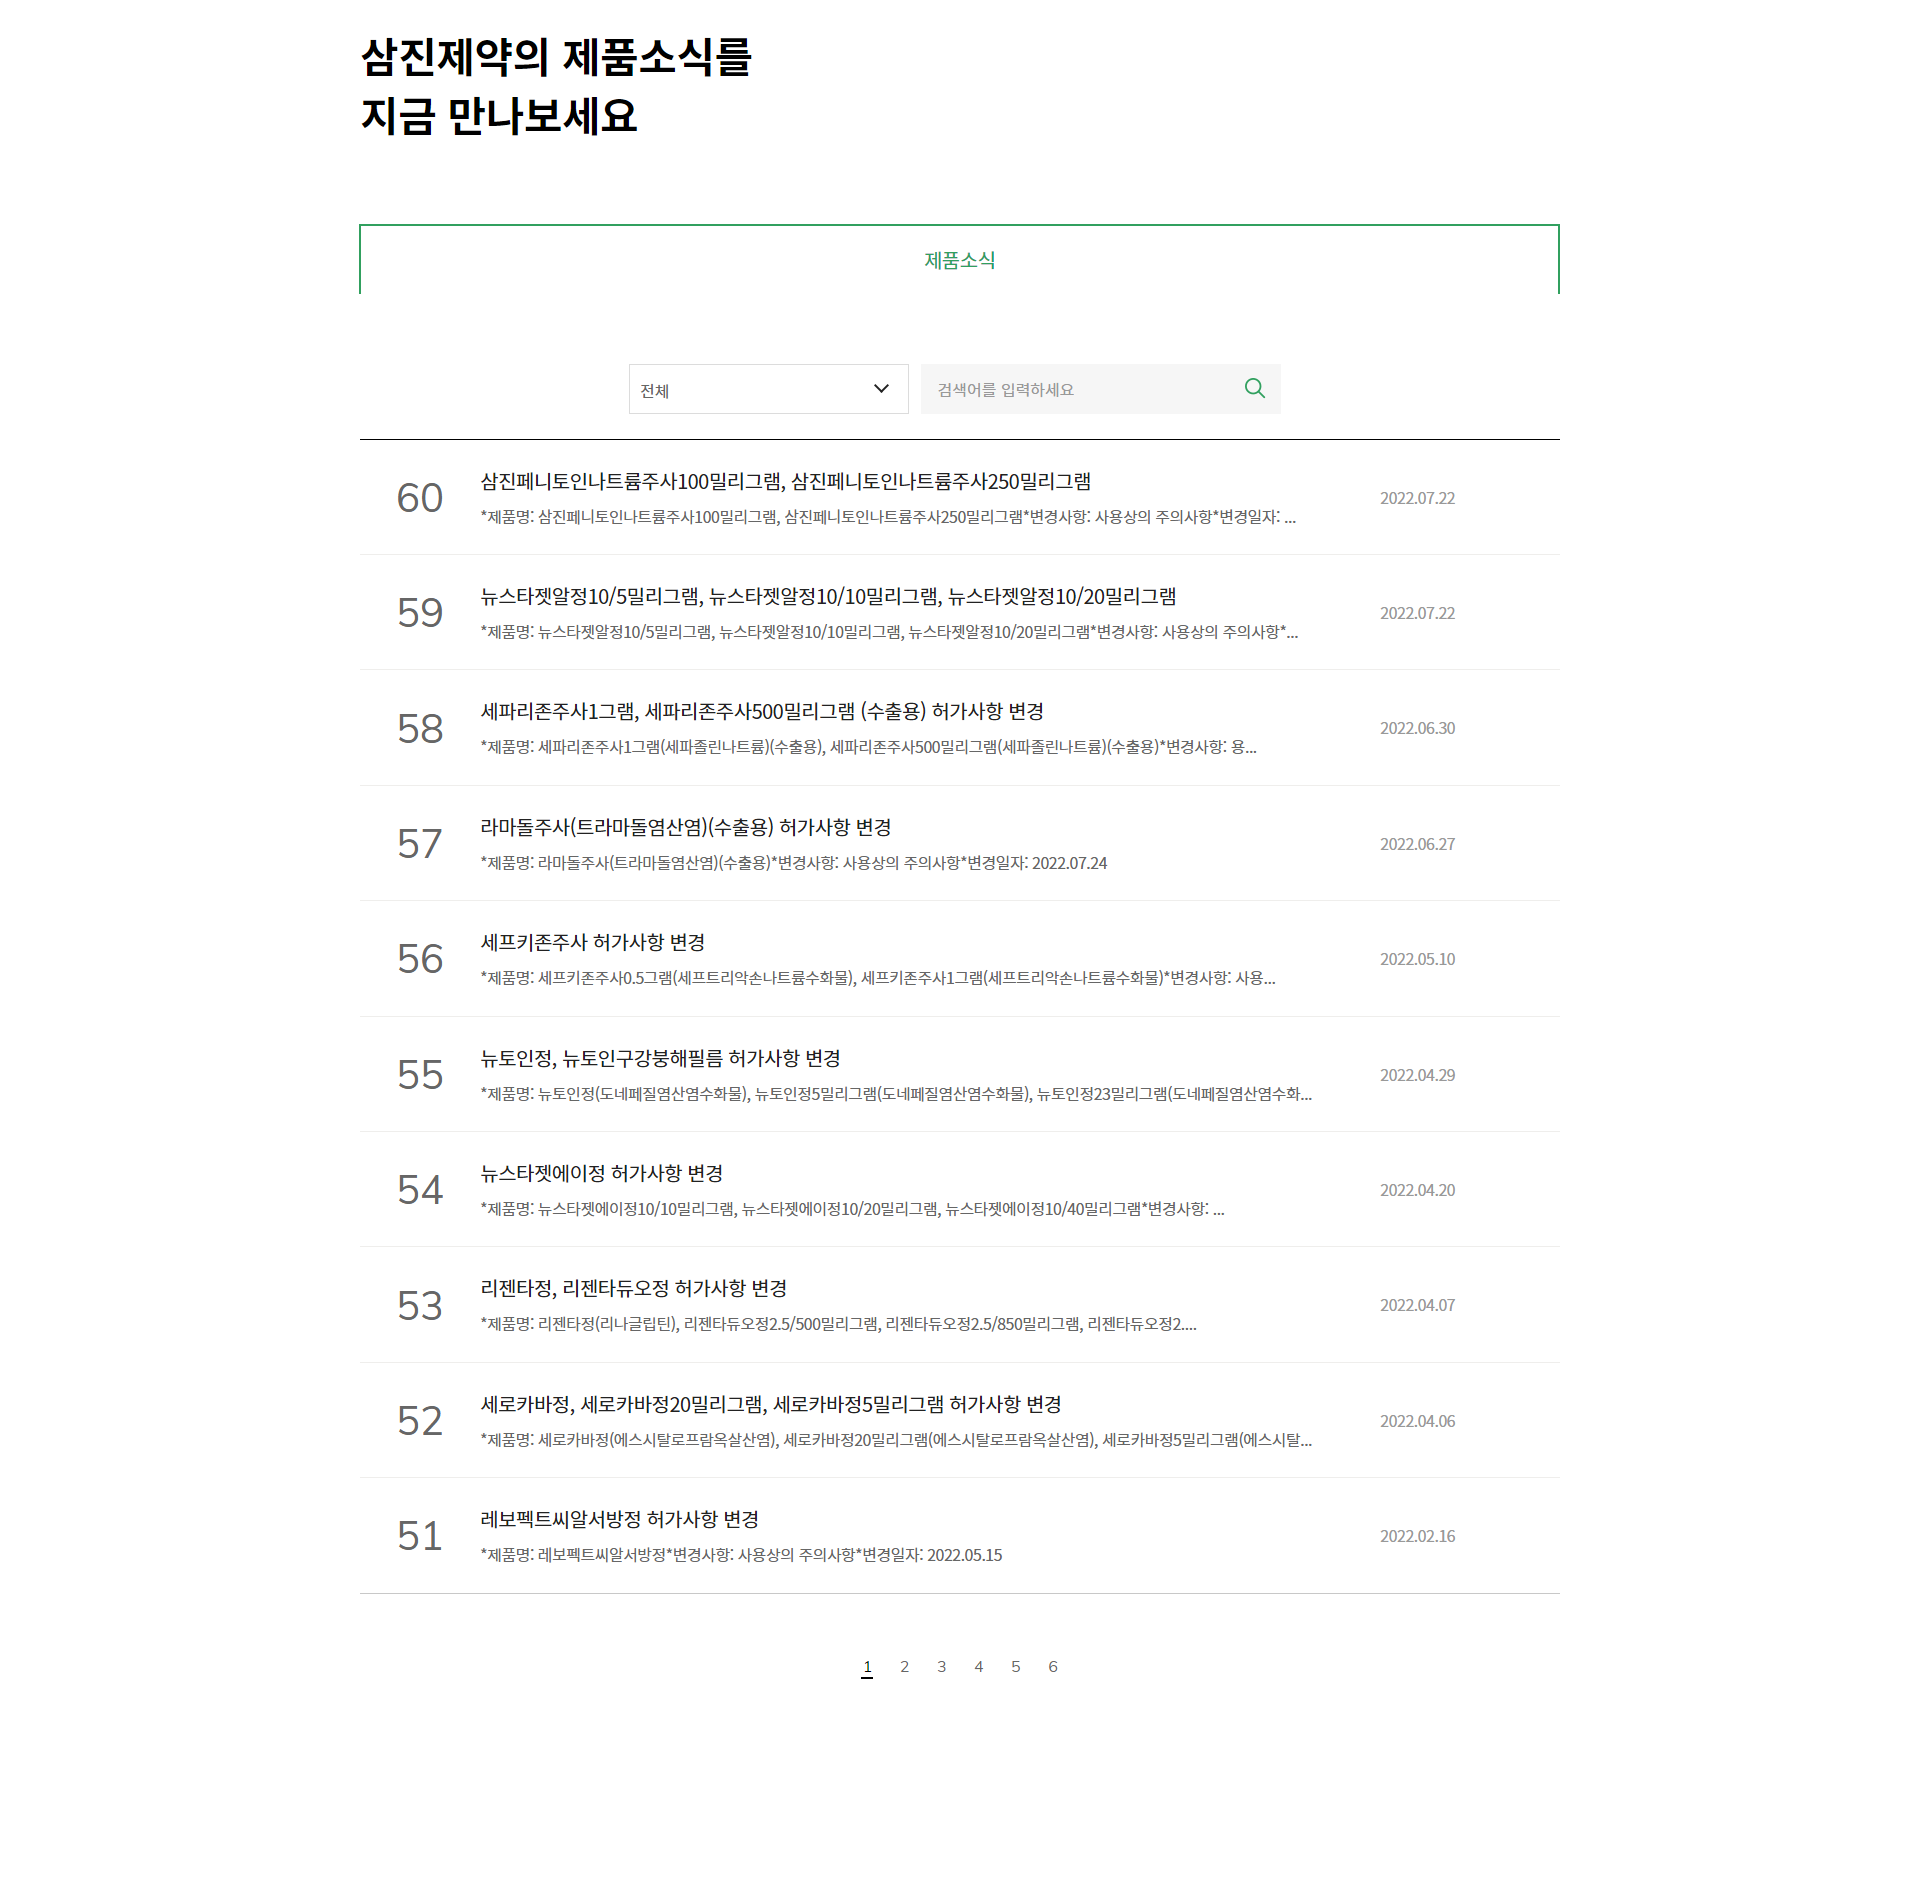 삼진제약의 제품소식를
지금 만나보세요
제품소식
전체
검색어를 입력하세요
60
삼진페니토인나트륨주사100밀리그램, 삼진페니토인나트륨주사250밀리그램
*제품명: 삼진페니토인나트륨주사100밀리그램, 삼진페니토인나트륨주사250밀리그램*변경사항: 사용상의 주의사항*변경일자: ...
2022.07.22
59
뉴스타젯알정10/5밀리그램, 뉴스타젯알정10/10밀리그램, 뉴스타젯알정10/20밀리그램
*제품명: 뉴스타젯알정10/5밀리그램, 뉴스타젯알정10/10밀리그램, 뉴스타젯알정10/20밀리그램*변경사항: 사용상의 주의사항*...
2022.07.22
58
세파리존주사1그램, 세파리존주사500밀리그램 (수출용) 허가사항 변경
*제품명: 세파리존주사1그램(세파졸린나트륨)(수출용), 세파리존주사500밀리그램(세파졸린나트륨)(수출용)*변경사항: 용...
2022.06.30
57
라마돌주사(트라마돌염산염)(수출용) 허가사항 변경
*제품명: 라마돌주사(트라마돌염산염)(수출용)*변경사항: 사용상의 주의사항*변경일자: 2022.07.24
2022.06.27
56
세프키존주사 허가사항 변경
*제품명: 세프키존주사0.5그램(세프트리악손나트륨수화물), 세프키존주사1그램(세프트리악손나트륨수화물)*변경사항: 사용...
2022.05.10
55
뉴토인정, 뉴토인구강붕해필름 허가사항 변경
*제품명: 뉴토인정(도네페질염산염수화물), 뉴토인정5밀리그램(도네페질염산염수화물), 뉴토인정23밀리그램(도네페질염산염수화...
2022.04.29
54
뉴스타젯에이정 허가사항 변경
*제품명: 뉴스타젯에이정10/10밀리그램, 뉴스타젯에이정10/20밀리그램, 뉴스타젯에이정10/40밀리그램*변경사항: ...
2022.04.20
53
리젠타정, 리젠타듀오정 허가사항 변경
*제품명: 리젠타정(리나글립틴), 리젠타듀오정2.5/500밀리그램, 리젠타듀오정2.5/850밀리그램, 리젠타듀오정2....
2022.04.07
52
세로카바정, 세로카바정20밀리그램, 세로카바정5밀리그램 허가사항 변경
*제품명: 세로카바정(에스시탈로프람옥살산염), 세로카바정20밀리그램(에스시탈로프람옥살산염), 세로카바정5밀리그램(에스시탈...
2022.04.06
51
레보펙트씨알서방정 허가사항 변경
*제품명: 레보펙트씨알서방정*변경사항: 사용상의 주의사항*변경일자: 2022.05.15
2022.02.16
1 2 3 4 5 6